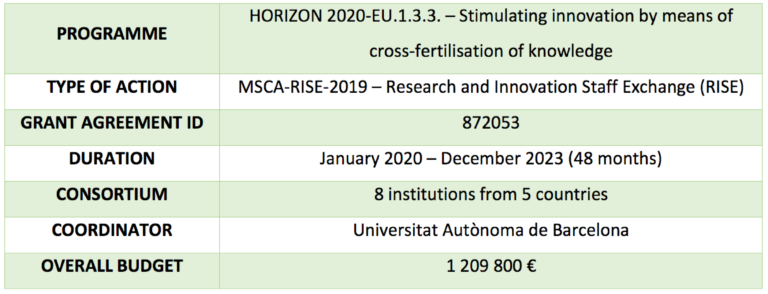 PROGRAMME
HORIZON 2020-EU.1.3.3. – Stimulating innovation by means of
cross-fertilisation of knowledge
TYPE OF ACTION
MSCA-RISE-2019 – Research and Innovation Staff Exchange (RISE)
GRANT AGREEMENT ID
872053
DURATION
January 2020 – December 2023 (48 months)
CONSORTIUM
8 institutions from 5 countries
COORDINATOR
Universitat Autònoma de Barcelona
OVERALL BUDGET
1 209 800 €